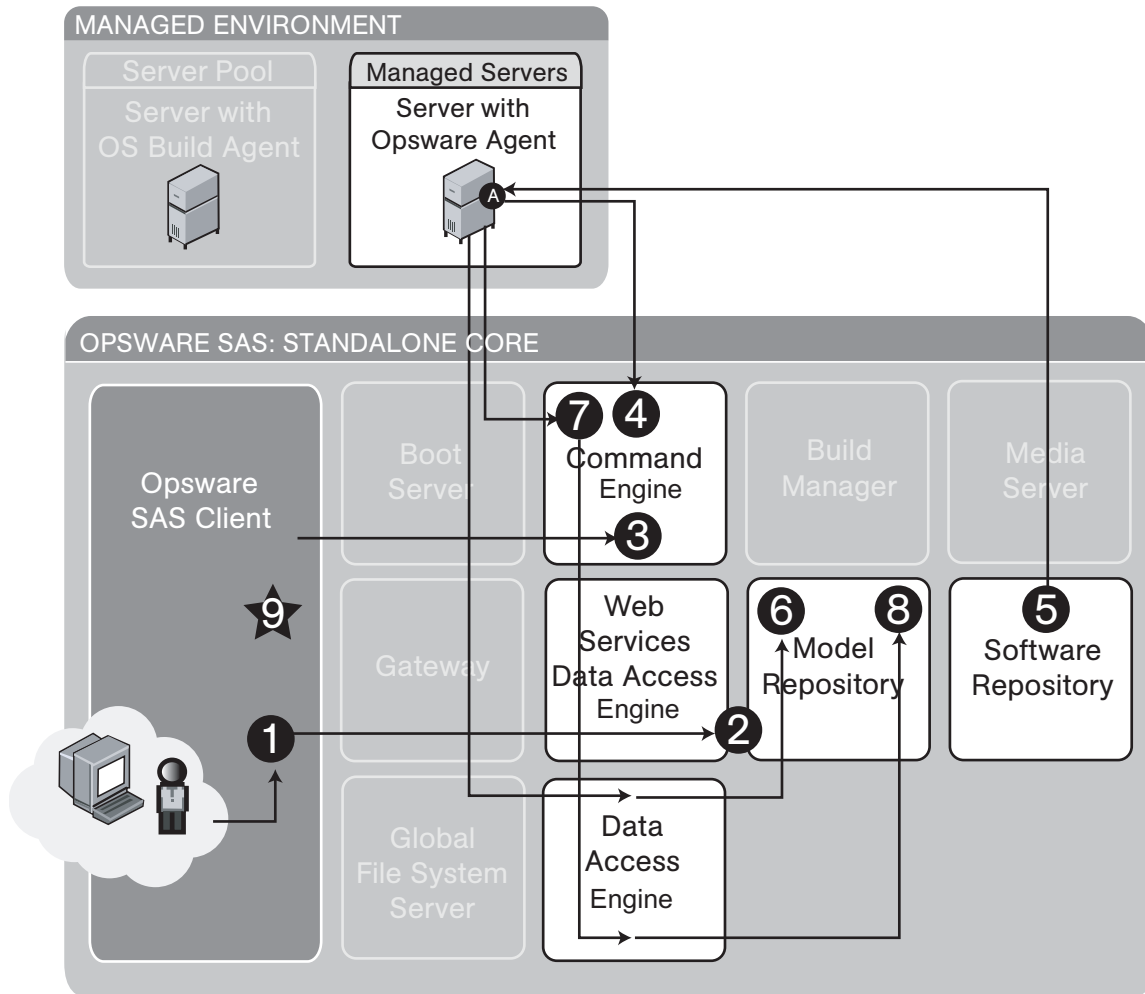 MANAGED ENVIRONMENT
Server Pool
Server with
OS Build Agent
Managed Servers
Server with
Opsware Agent
A
OPSWARE SAS: STANDALONE CORE
Opsware
SAS Client
9
1
Boot
Server
Gateway
Global
File System
Server
7 4
Command
Engine
3
Web
Services
Data Access
Engine
2
Data
Access
Engine
Build
Manager
6 8
Model
Repository
Media
Server
5
Software
Repository